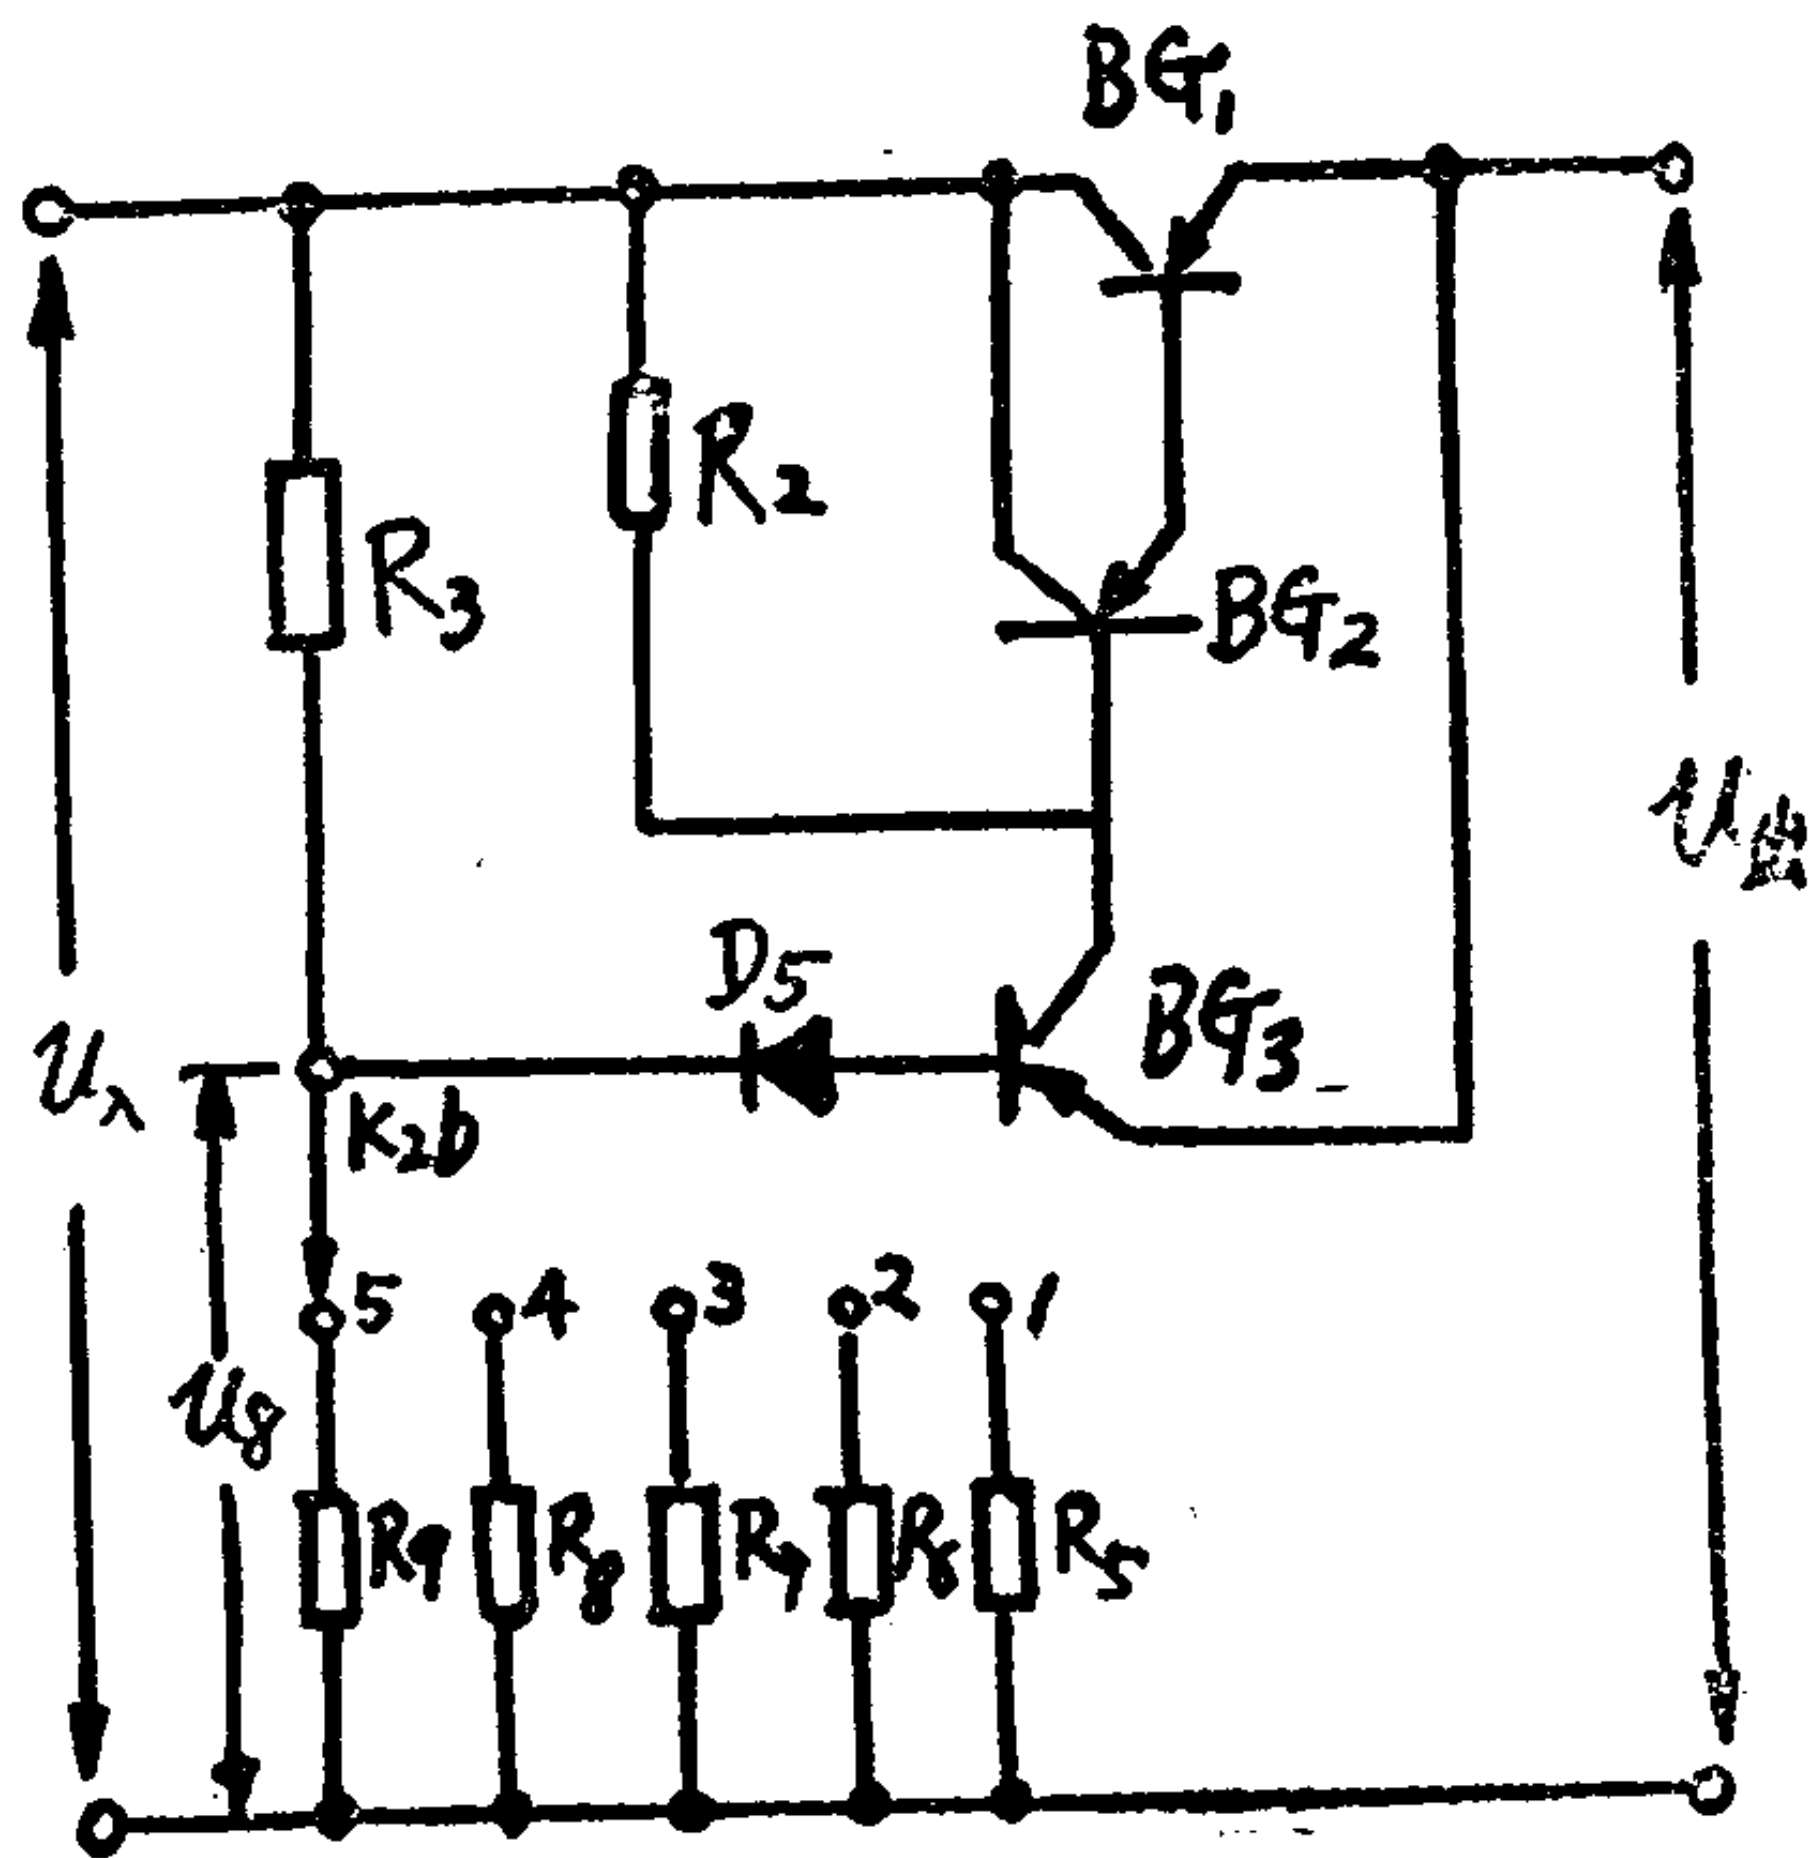 BG₁
R₂
R₃
BG₂
U出
D₅
BG₃
U入
K₂b
5
4
3
2
1
Ug
R₉
R₈
R₇
R₆
R₅